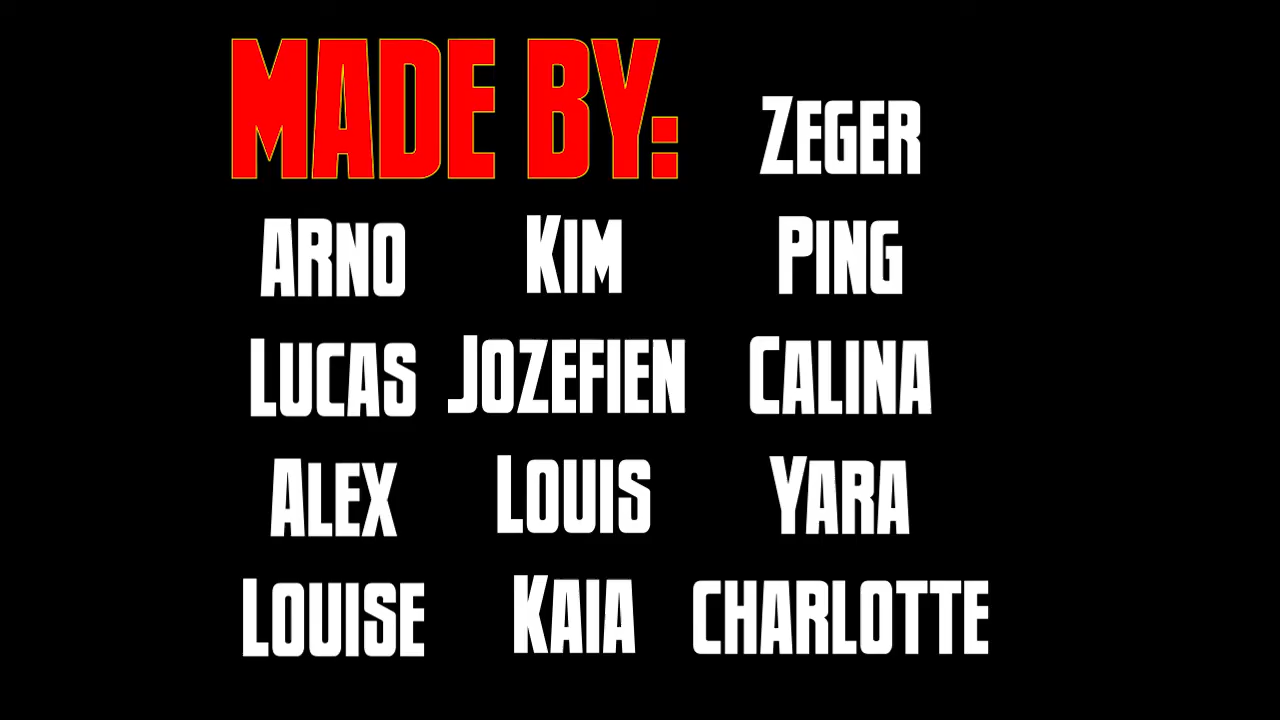 MADE BY:
ZEGER
ARNO KIM PING
LUCAS JOZEFIEN CALINA
ALEX LOUIS YARA
LOUISE KAIA CHARLOTTE